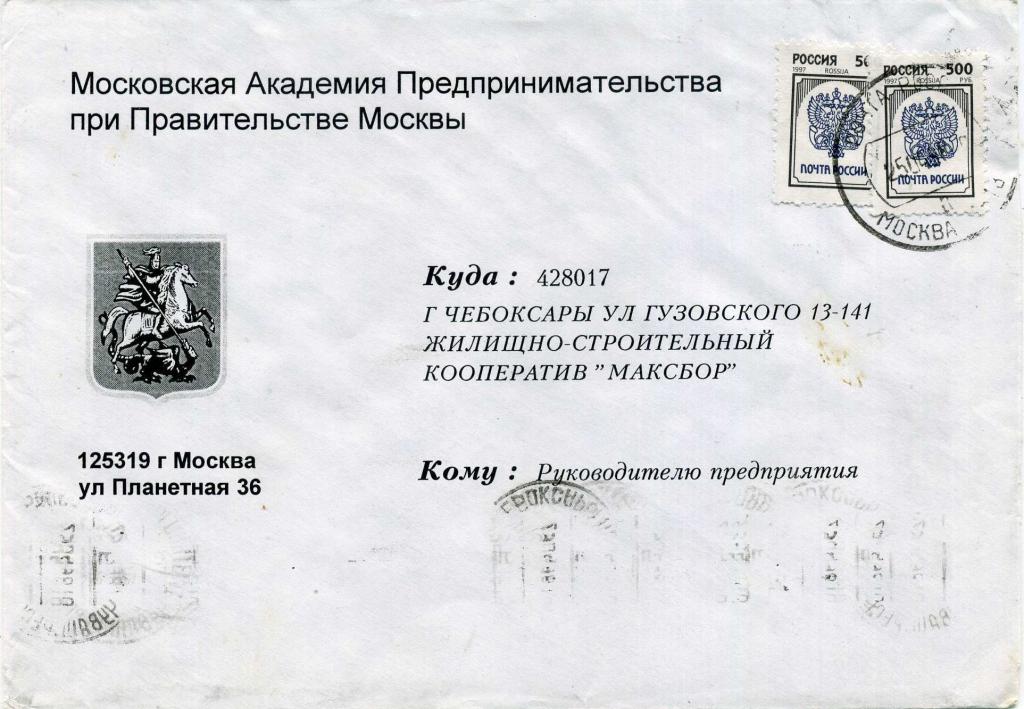 Московская Академия Предпринимательства
при Правительстве Москвы
РОССИЯ
1997 ROSSIJA
ПОЧТА РОССИИ
РОССИЯ 500
1997 ROSSIJA РУБ
ПОЧТА РОССИИ
МОСКВА
Куда : 428017
Г ЧЕБОКСАРЫ УЛ ГУЗОВСКОГО 13-141
ЖИЛИЩНО-СТРОИТЕЛЬНЫЙ
КООПЕРАТИВ "МАКСБОР"
125319 г Москва
ул Планетная 36
Кому : Руководителю предприятия